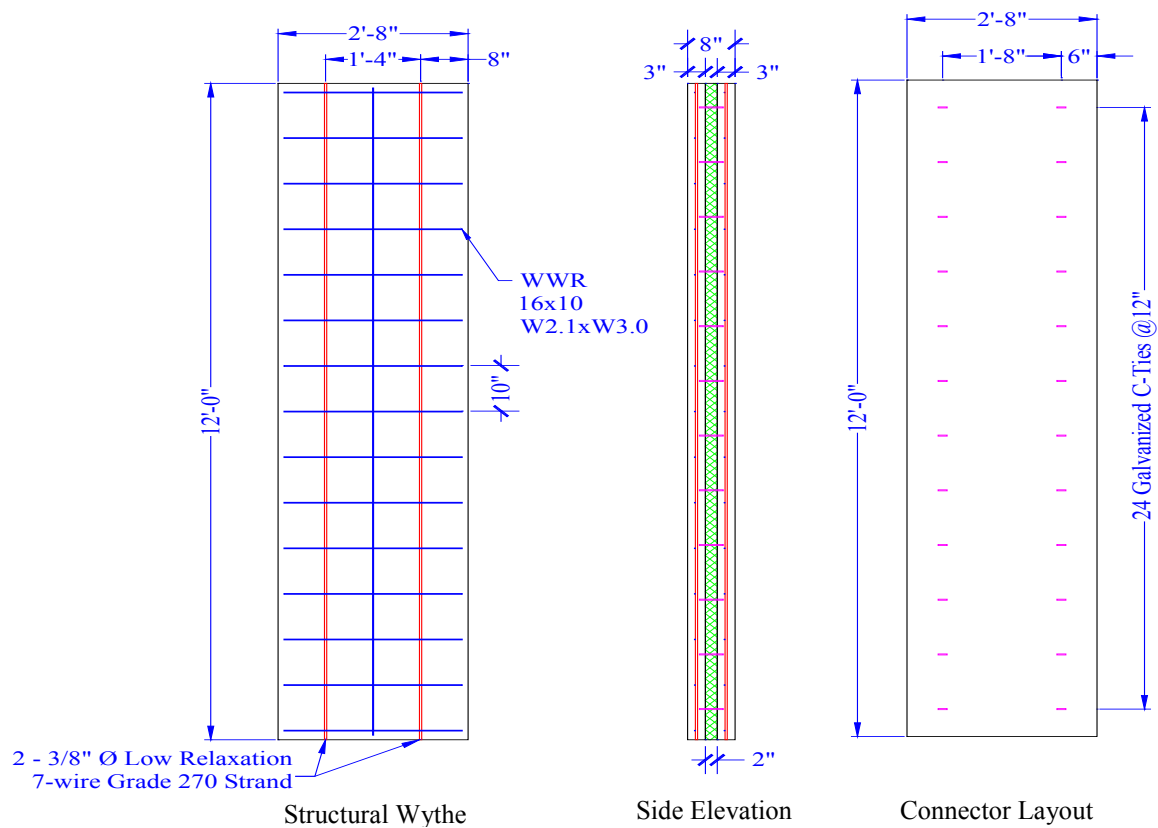 2'-8"
1'-4"
8"
12'-0"
WWR
16x10
W2.1xW3.0
10"
2 - 3/8" Ø Low Relaxation
7-wire Grade 270 Strand
Structural Wythe
8"
3"
3"
2"
Side Elevation
2'-8"
1'-8"
6"
12'-0"
24 Galvanized C-Ties @12"
Connector Layout